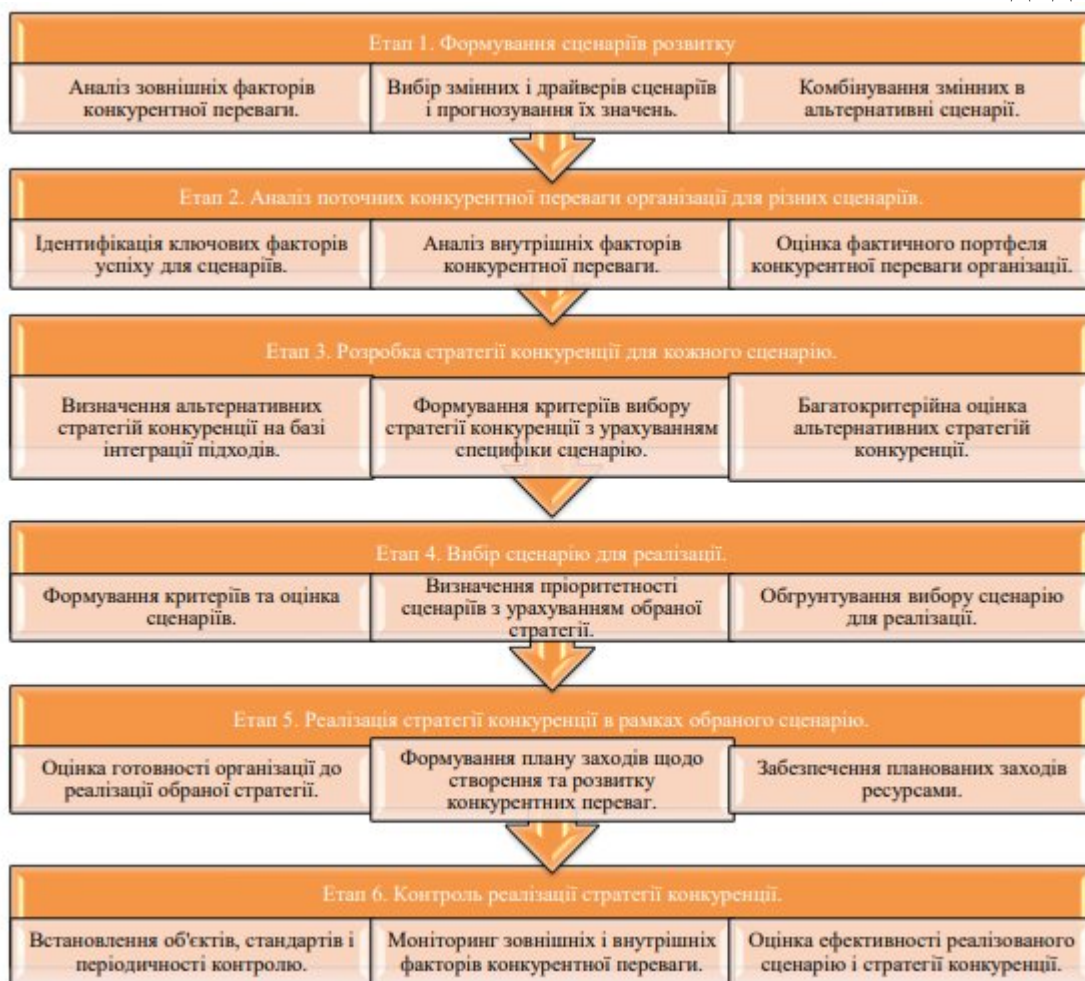 Етап 1. Формування сценаріїв розвитку
Аналіз зовнішніх факторів
конкурентної переваги.
Вибір змінних і драйверів сценаріїв
і прогнозування їх значень.
Комбінування змінних в
альтернативні сценарії.
Етап 2. Аналіз поточних конкурентної переваги організації для різних сценаріїв.
Ідентифікація ключових факторів
успіху для сценаріїв.
Аналіз внутрішніх факторів
конкурентної переваги.
Оцінка фактичного портфеля
конкурентної переваги організації.
Етап 3. Розробка стратегії конкуренції для кожного сценарію.
Визначення альтернативних
стратегій конкуренції на базі
інтеграції підходів.
Формування критеріїв вибору
стратегії конкуренції з урахуванням
специфіки сценарію.
Багатокритерійна оцінка
альтернативних стратегій
конкуренції.
Етап 4. Вибір сценарію для реалізації.
Формування критеріїв та оцінка
сценаріїв.
Визначення пріоритетності
сценаріїв з урахуванням обраної
стратегії.
Обгрунтування вибору сценарію
для реалізації.
Етап 5. Реалізація стратегії конкуренції в рамках обраного сценарію.
Оцінка готовності організації до
реалізації обраної стратегії.
Формування плану заходів щодо
створення та розвитку
конкурентних переваг.
Забезпечення планованих заходів
ресурсами.
Етап 6. Контроль реалізації стратегії конкуренції.
Встановлення об'єктів, стандартів і
періодичності контролю.
Моніторинг зовнішніх і внутрішніх
факторів конкурентної переваги.
Оцінка ефективності реалізованого
сценарію і стратегії конкуренції.